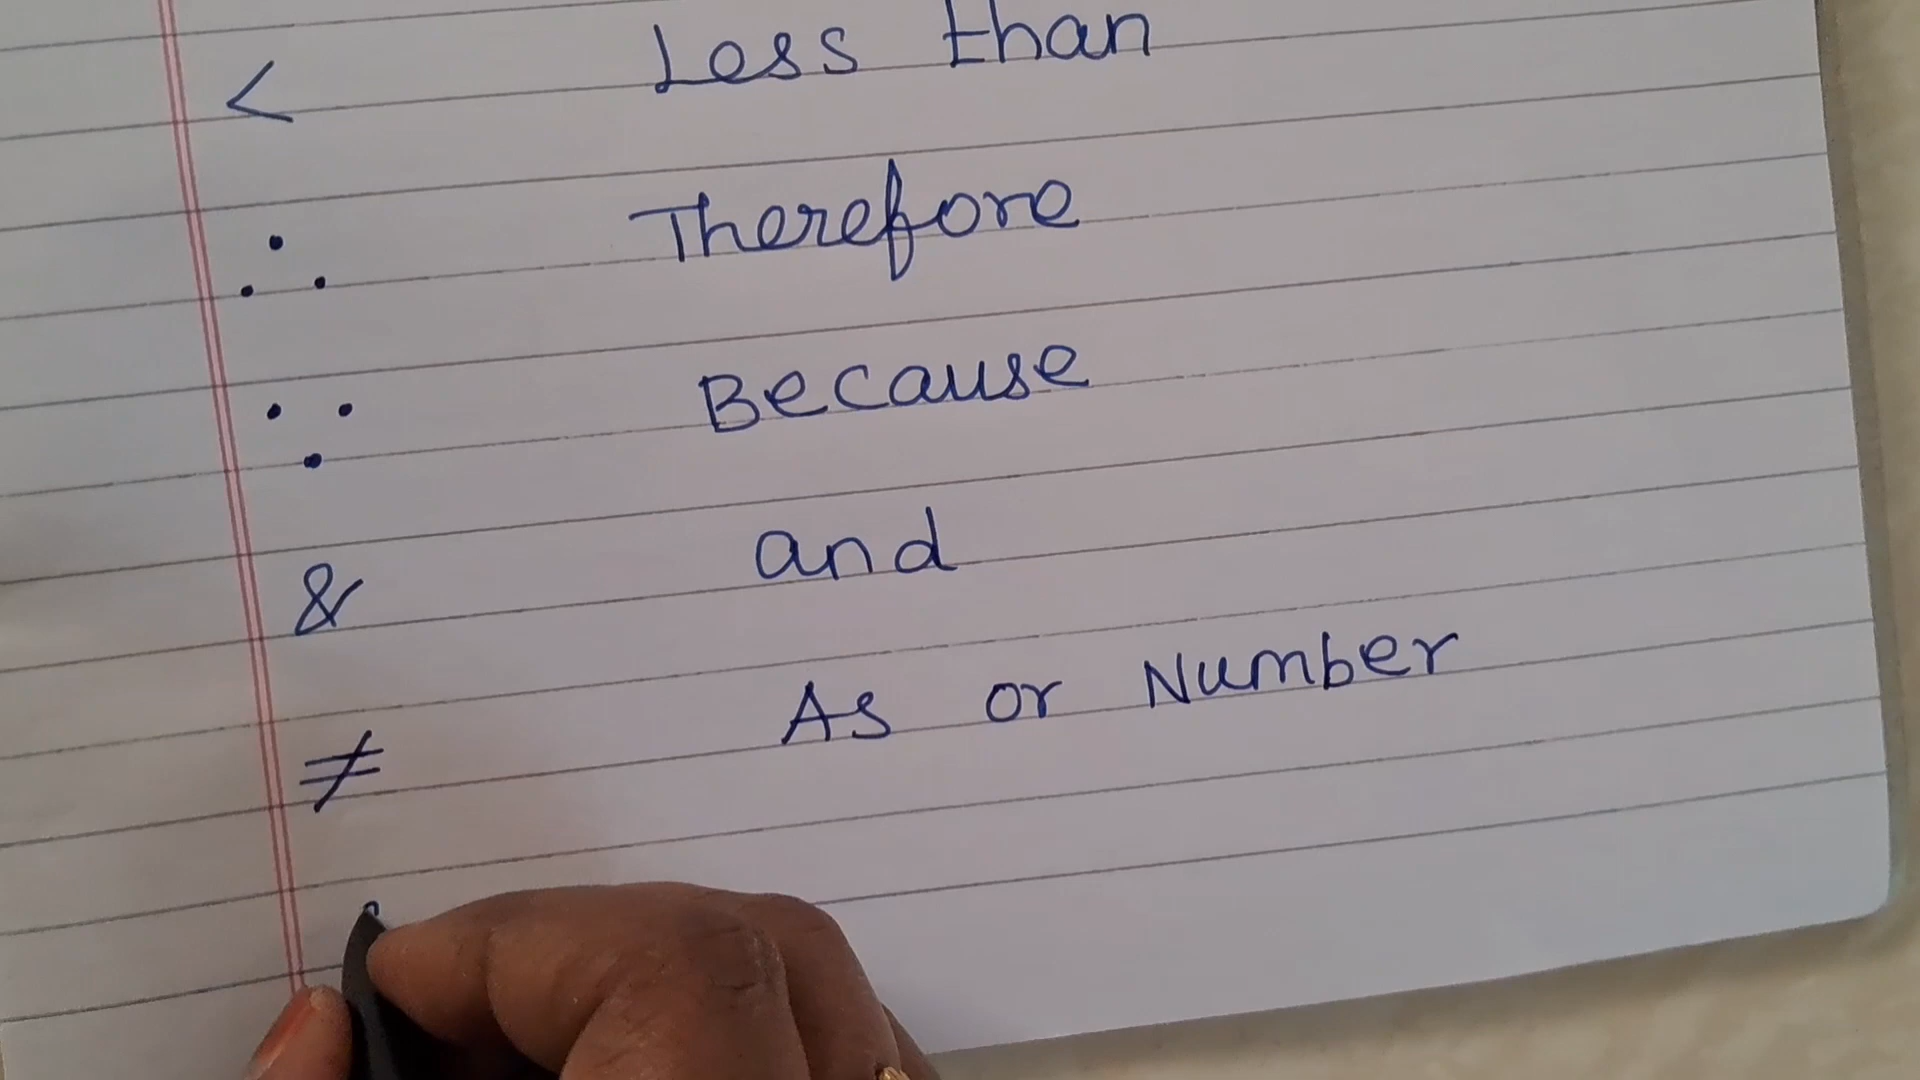 < Less than
∴ Therefore
∵ Because
& and
≠ As or Number